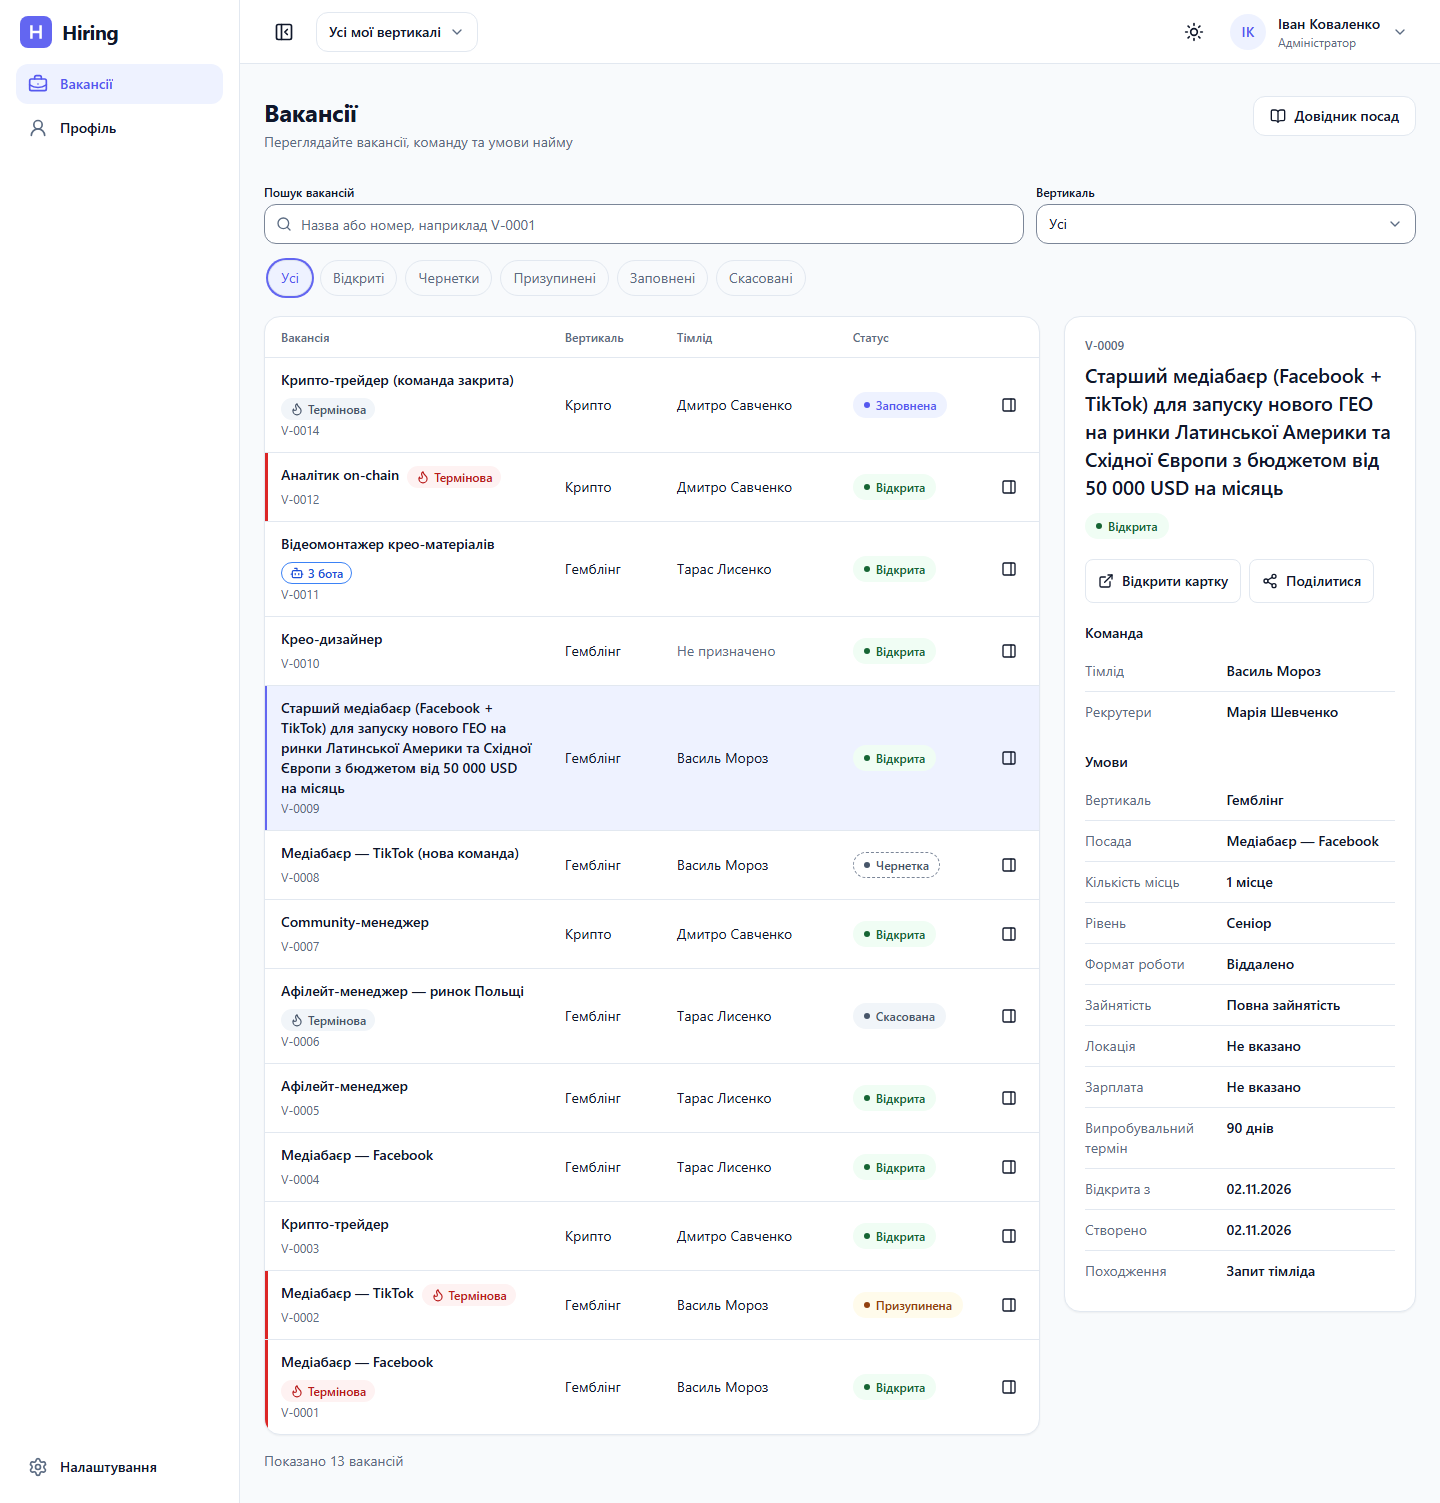 H Hiring
Вакансії
Профіль
Налаштування
Усі мої вертикалі
ІК
Іван Коваленко
Адміністратор
Вакансії
Переглядайте вакансії, команду та умови найму
Довідник посад
Пошук вакансій
Назва або номер, наприклад V-0001
Вертикаль
Усі
Усі Відкриті Чернетки Призупинені Заповнені Скасовані
Вакансія Вертикаль Тімлід Статус
Крипто-трейдер (команда закрита)
Термінова
V-0014
Крипто Дмитро Савченко Заповнена
Аналітик on-chain Термінова
V-0012
Крипто Дмитро Савченко Відкрита
Відеомонтажер крео-матеріалів
З бота
V-0011
Гемблінг Тарас Лисенко Відкрита
Крео-дизайнер
V-0010
Гемблінг Не призначено Відкрита
Старший медіабаєр (Facebook +
TikTok) для запуску нового ГЕО на
ринки Латинської Америки та Східної
Європи з бюджетом від 50 000 USD
на місяць
V-0009
Гемблінг Василь Мороз Відкрита
Медіабаєр — TikTok (нова команда)
V-0008
Гемблінг Василь Мороз Чернетка
Community-менеджер
V-0007
Крипто Дмитро Савченко Відкрита
Афілейт-менеджер — ринок Польщі
Термінова
V-0006
Гемблінг Тарас Лисенко Скасована
Афілейт-менеджер
V-0005
Гемблінг Тарас Лисенко Відкрита
Медіабаєр — Facebook
V-0004
Гемблінг Тарас Лисенко Відкрита
Крипто-трейдер
V-0003
Крипто Дмитро Савченко Відкрита
Медіабаєр — TikTok Термінова
V-0002
Гемблінг Василь Мороз Призупинена
Медіабаєр — Facebook
Термінова
V-0001
Гемблінг Василь Мороз Відкрита
Показано 13 вакансій
V-0009
Старший медіабаєр (Facebook +
TikTok) для запуску нового ГЕО
на ринки Латинської Америки та
Східної Європи з бюджетом від
50 000 USD на місяць
Відкрита
Відкрити картку Поділитися
Команда
Тімлід Василь Мороз
Рекрутери Марія Шевченко
Умови
Вертикаль Гемблінг
Посада Медіабаєр — Facebook
Кількість місць 1 місце
Рівень Сеніор
Формат роботи Віддалено
Зайнятість Повна зайнятість
Локація Не вказано
Зарплата Не вказано
Випробувальний 90 днів
термін
Відкрита з 02.11.2026
Створено 02.11.2026
Походження Запит тімліда